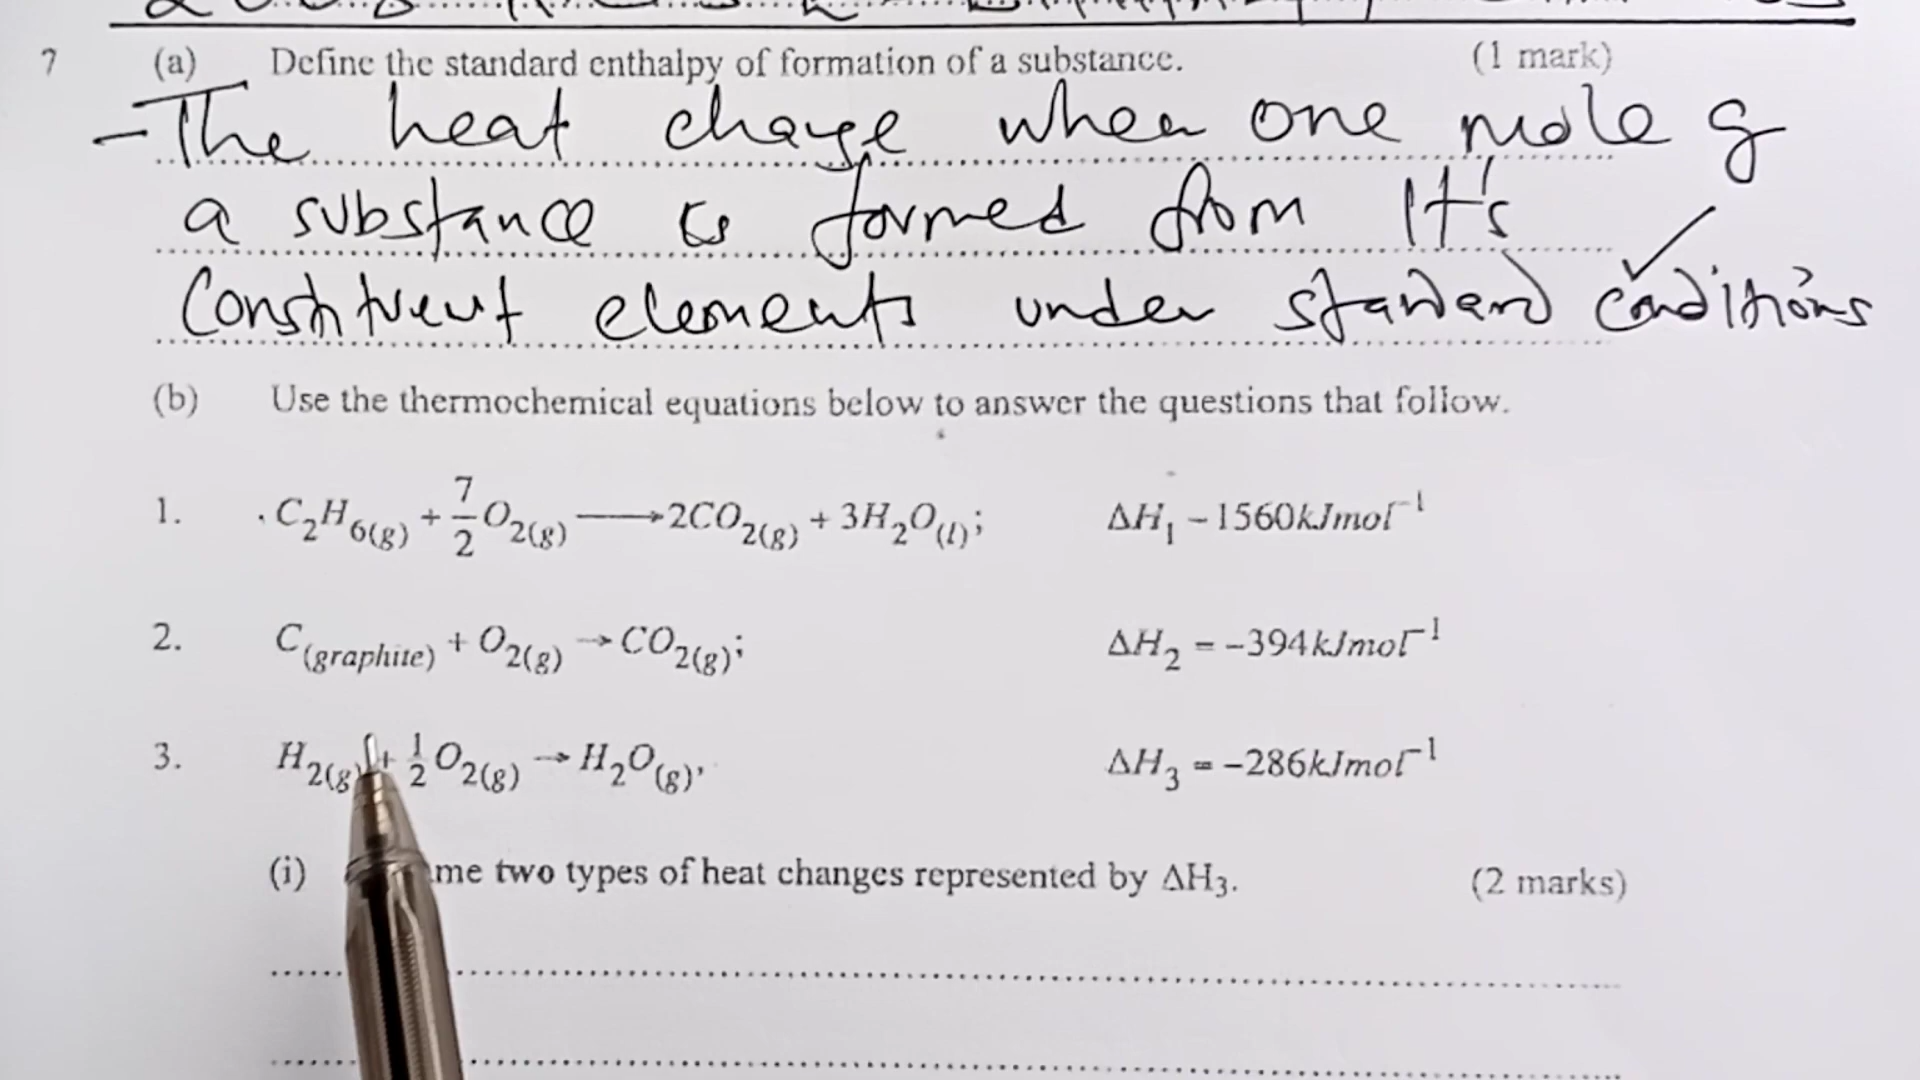 7 (a) Define the standard enthalpy of formation of a substance. (1 mark)
- The heat change when one mole of
a substance is formed from It's
Constituent elements under standard conditions
(b) Use the thermochemical equations below to answer the questions that follow.
1. C₂H₆(g) + 7/2 O₂(g) ⟶ 2CO₂(g) + 3H₂O(l); ΔH₁ - 1560kJmol⁻¹
2. C(graphite) + O₂(g) → CO₂(g); ΔH₂ = -394kJmol⁻¹
3. H₂(g) + 1/2 O₂(g) → H₂O(g), ΔH₃ = -286kJmol⁻¹
(i) me two types of heat changes represented by ΔH₃. (2 marks)